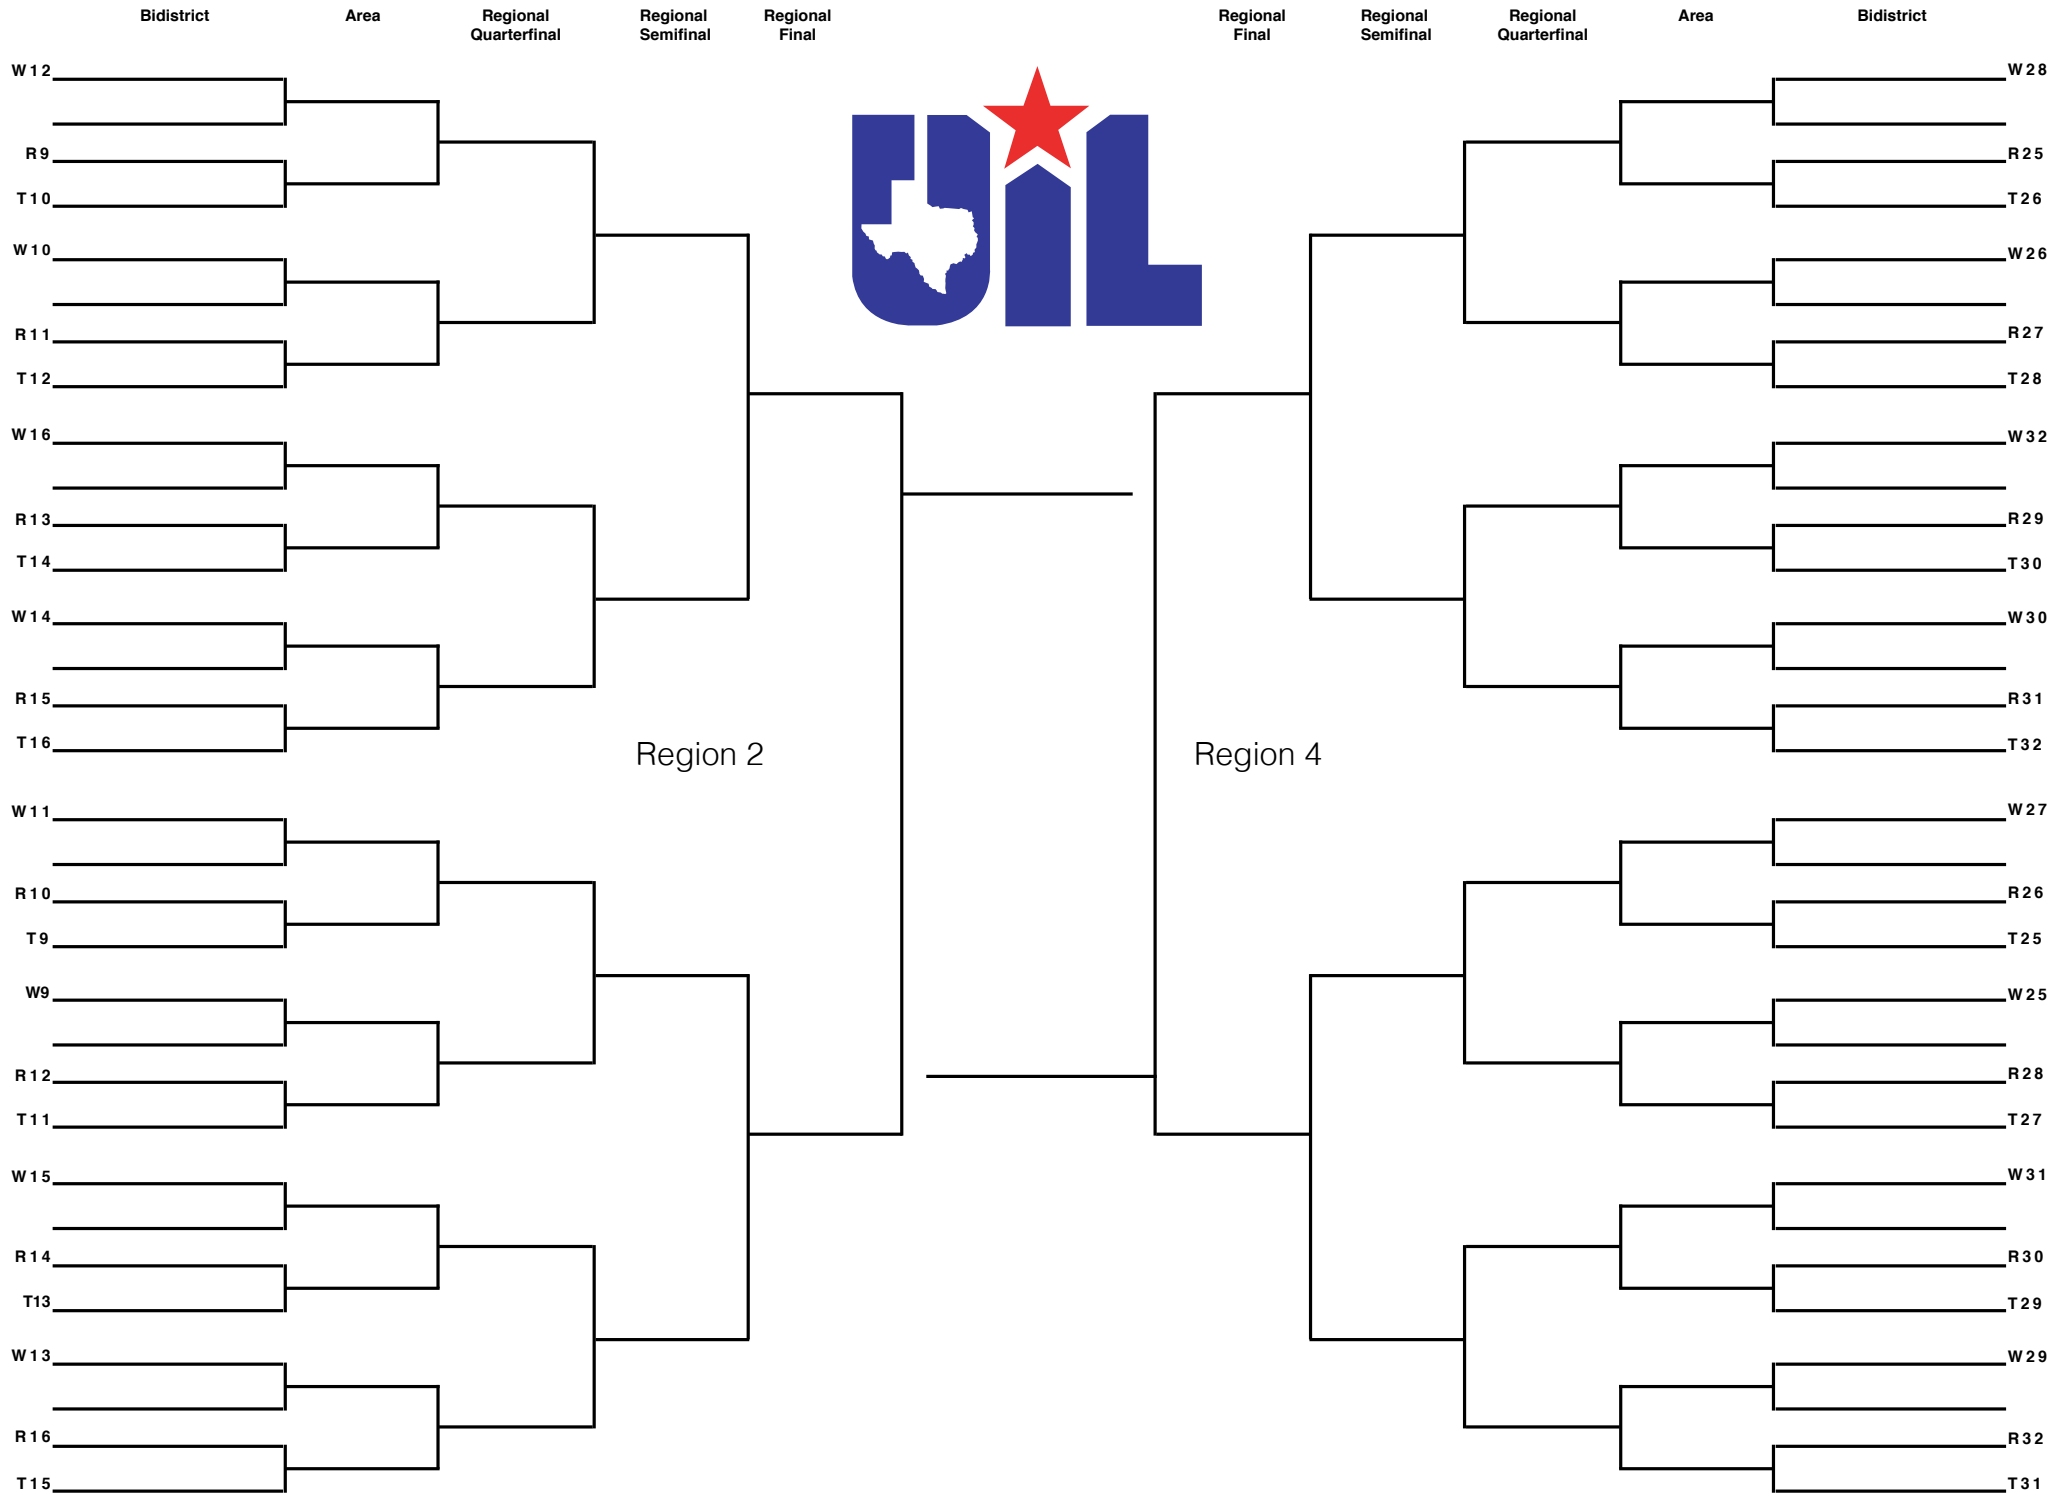 Bidistrict
Area
Regional
Quarterfinal
Regional
Semifinal
Regional
Final
Regional
Final
Regional
Semifinal
Regional
Quarterfinal
Area
Bidistrict
W12
R9
T10
W10
R11
T12
W16
R13
T14
W14
R15
T16
W11
R10
T9
W9
R12
T11
W15
R14
T13
W13
R16
T15
UIL
Region 2
Region 4
W28
R25
T26
W26
R27
T28
W32
R29
T30
W30
R31
T32
W27
R26
T25
W25
R28
T27
W31
R30
T29
W29
R32
T31